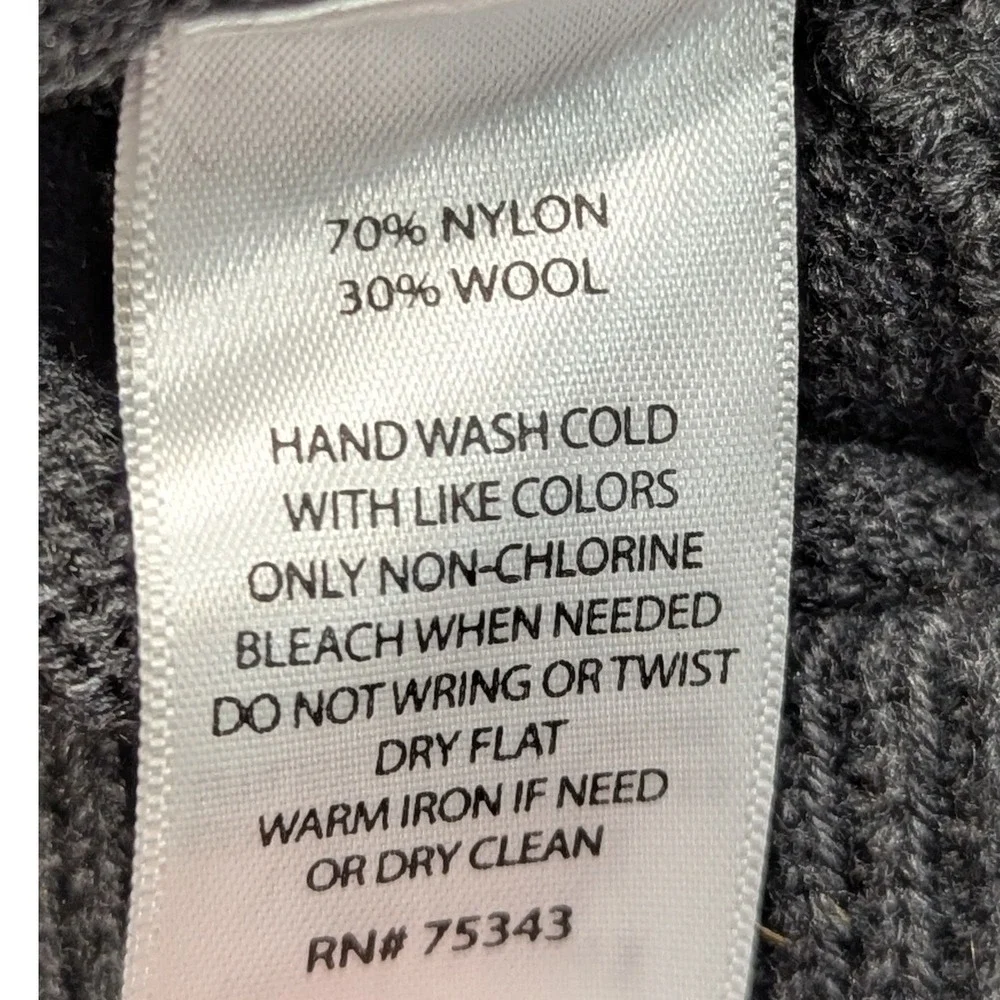 70% NYLON
30% WOOL
HAND WASH COLD
WITH LIKE COLORS
ONLY NON-CHLORINE
BLEACH WHEN NEEDED
DO NOT WRING OR TWIST
DRY FLAT
WARM IRON IF NEED
OR DRY CLEAN
RN# 75343